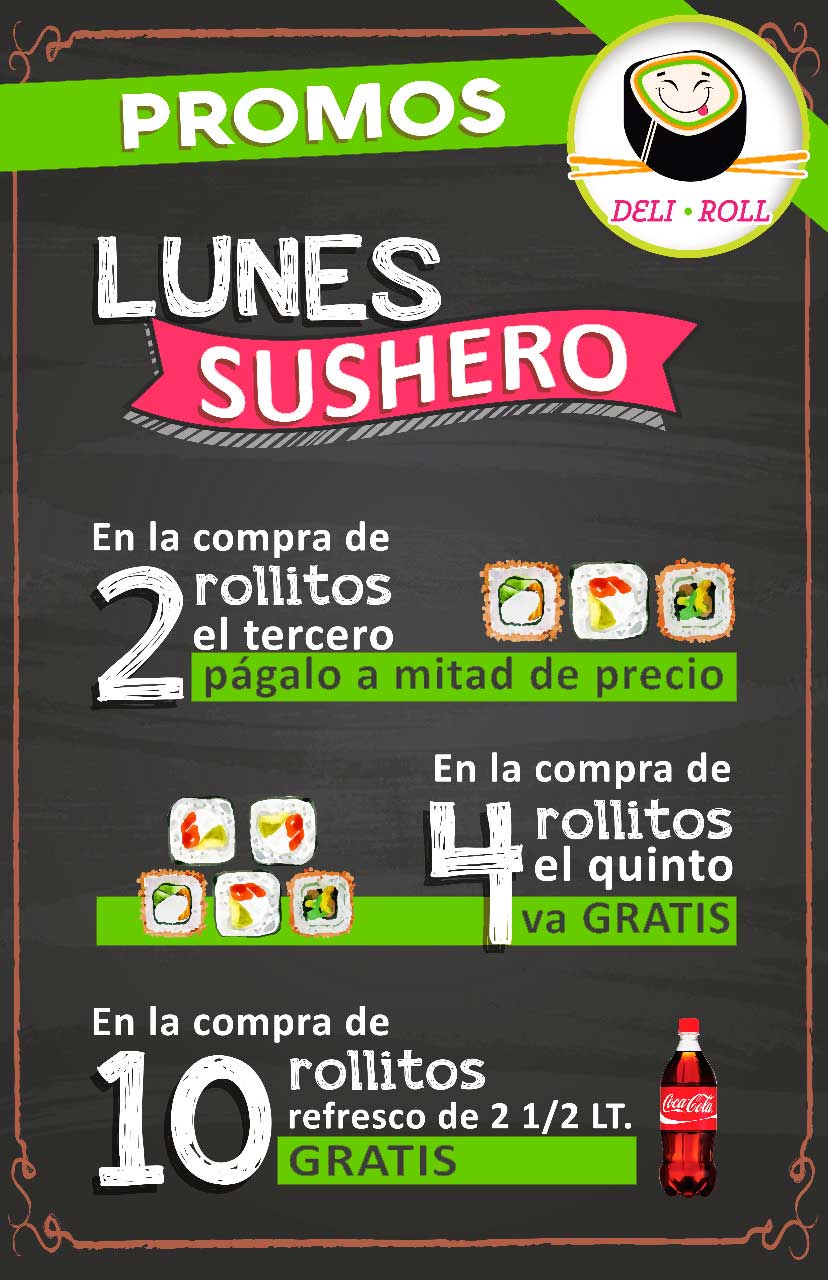 PROMOS
DELI • ROLL
LUNES
SUSHERO
En la compra de
2 rollitos
el tercero
págalo a mitad de precio
En la compra de
4 rollitos
el quinto
va GRATIS
En la compra de
10 rollitos
refresco de 2 1/2 LT.
GRATIS
Coca-Cola